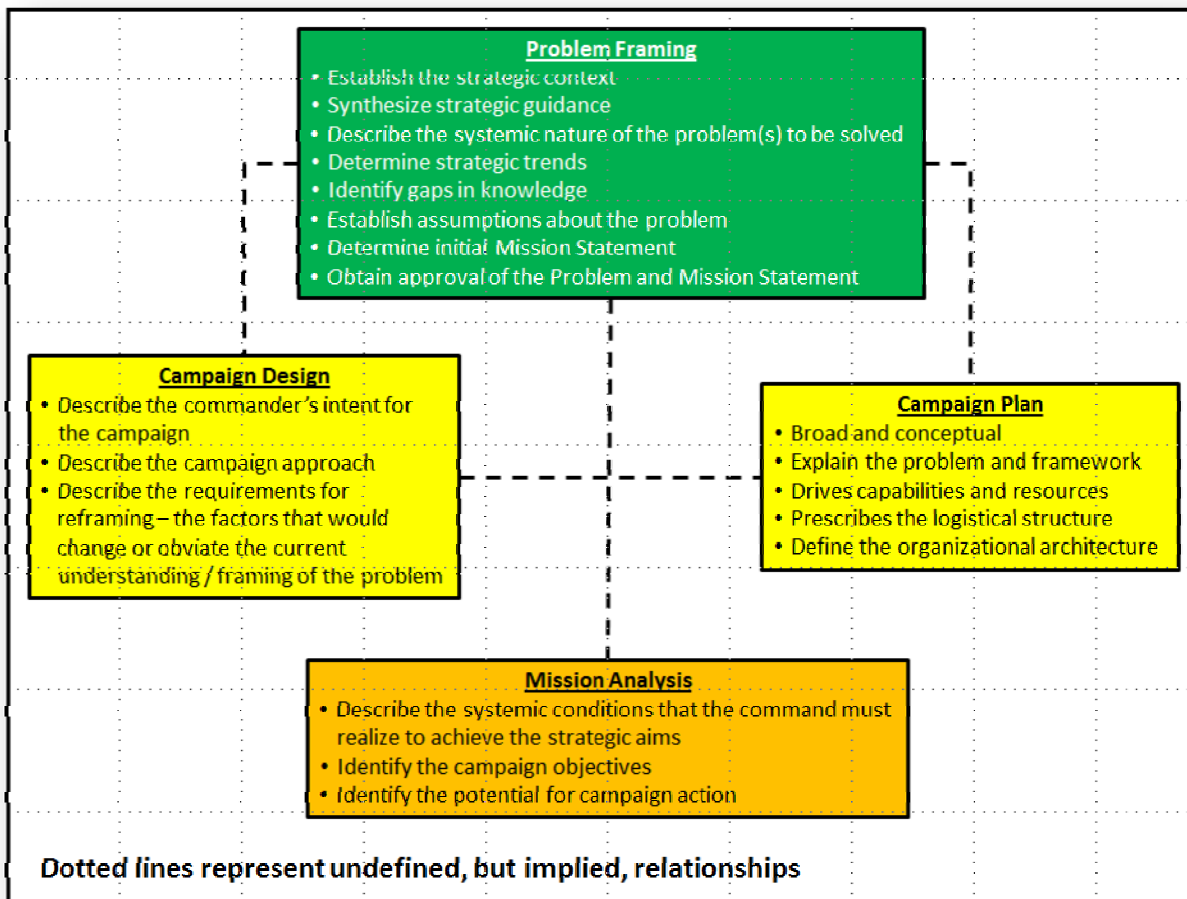 Problem Framing
• Establish the strategic context
• Synthesize strategic guidance
• Describe the systemic nature of the problem(s) to be solved
• Determine strategic trends
• Identify gaps in knowledge
• Establish assumptions about the problem
• Determine initial Mission Statement
• Obtain approval of the Problem and Mission Statement
Campaign Design
• Describe the commander's intent for
the campaign
• Describe the campaign approach
• Describe the requirements for
reframing – the factors that would
change or obviate the current
understanding / framing of the problem
Campaign Plan
• Broad and conceptual
• Explain the problem and framework
• Drives capabilities and resources
• Prescribes the logistical structure
• Define the organizational architecture
Mission Analysis
• Describe the systemic conditions that the command must
realize to achieve the strategic aims
• Identify the campaign objectives
• Identify the potential for campaign action
Dotted lines represent undefined, but implied, relationships